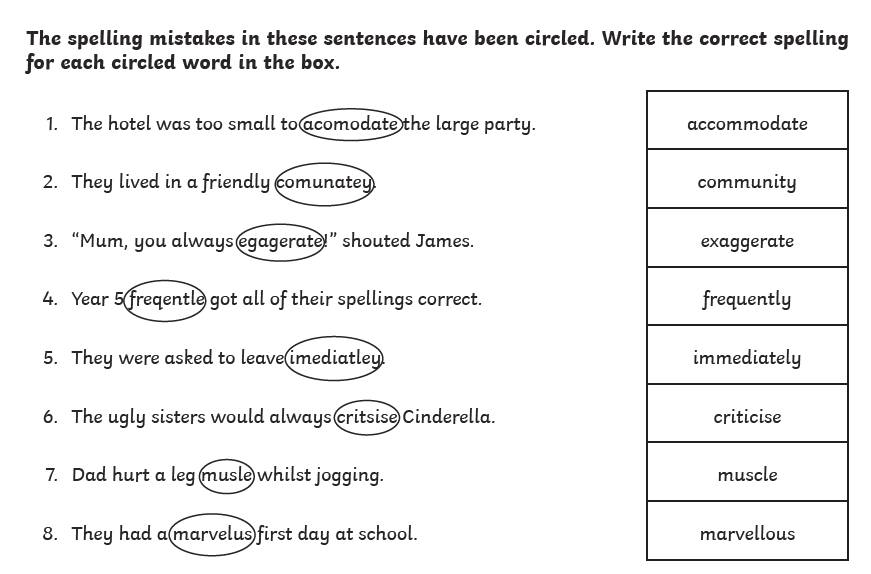 The spelling mistakes in these sentences have been circled. Write the correct spelling
for each circled word in the box.
1. The hotel was too small to acomodate the large party. accommodate
2. They lived in a friendly comunatey. community
3. “Mum, you always egagerate!” shouted James. exaggerate
4. Year 5 freqentle got all of their spellings correct. frequently
5. They were asked to leave imediatley. immediately
6. The ugly sisters would always critsise Cinderella. criticise
7. Dad hurt a leg musle whilst jogging. muscle
8. They had a marvelus first day at school. marvellous